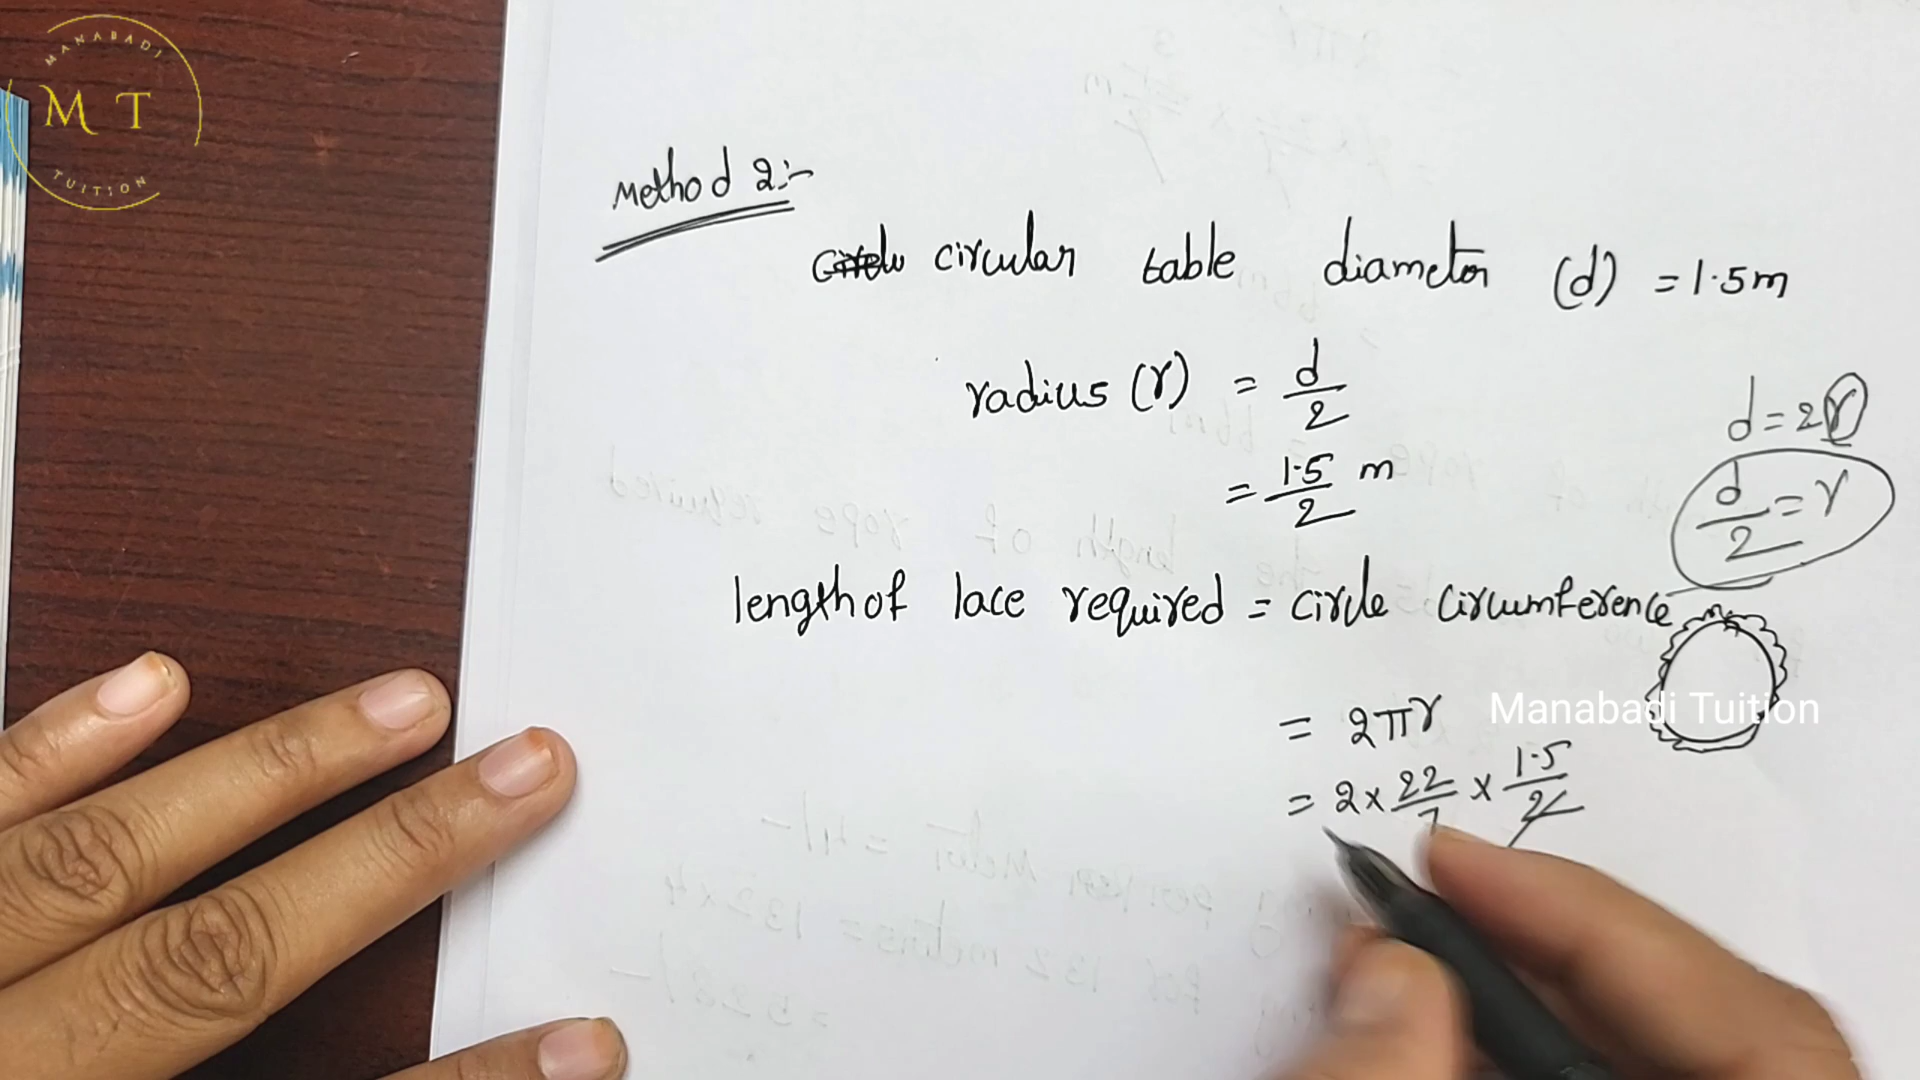 MANABADI
M T
TUITION
Method 2:-
circular table diameter (d) = 1.5m
radius (r) = d/2
= 1.5/2 m
d = 2r
d/2 = r
length of lace required = circle circumference
= 2πr
Manabadi Tuition
= 2 × 22/7 × 1.5/2